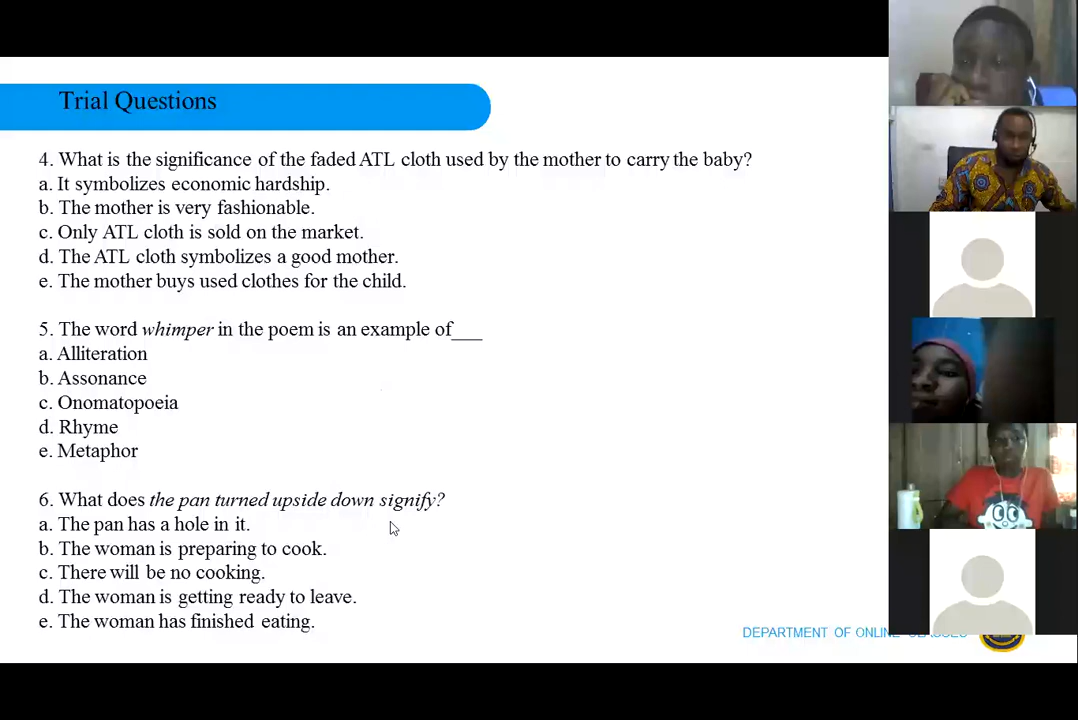 Trial Questions
4. What is the significance of the faded ATL cloth used by the mother to carry the baby?
a. It symbolizes economic hardship.
b. The mother is very fashionable.
c. Only ATL cloth is sold on the market.
d. The ATL cloth symbolizes a good mother.
e. The mother buys used clothes for the child.
5. The word whimper in the poem is an example of___
a. Alliteration
b. Assonance
c. Onomatopoeia
d. Rhyme
e. Metaphor
6. What does the pan turned upside down signify?
a. The pan has a hole in it.
b. The woman is preparing to cook.
c. There will be no cooking.
d. The woman is getting ready to leave.
e. The woman has finished eating.
DEPARTMENT OF ONLINE CLASSES